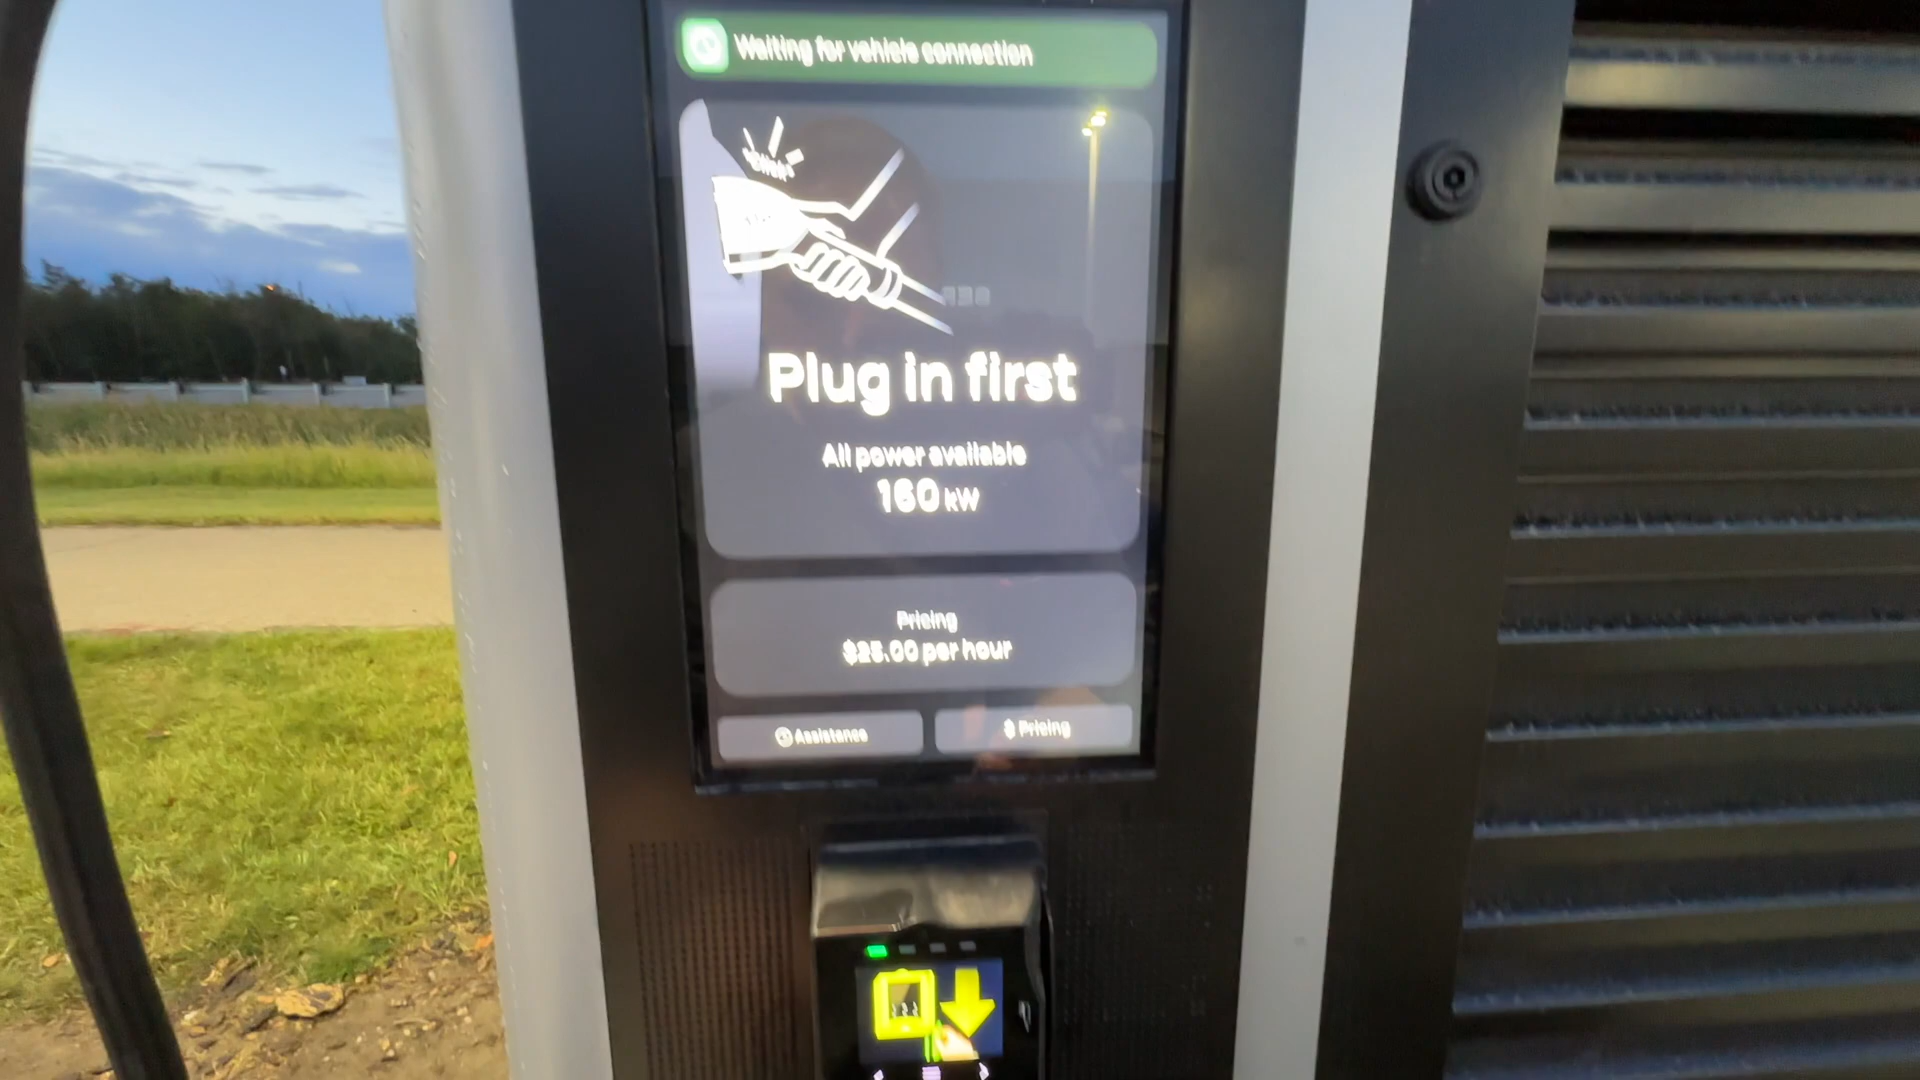 Waiting for vehicle connection
Plug in first
All power available
160 kW
Pricing
$25.00 per hour
Assistance
$ Pricing